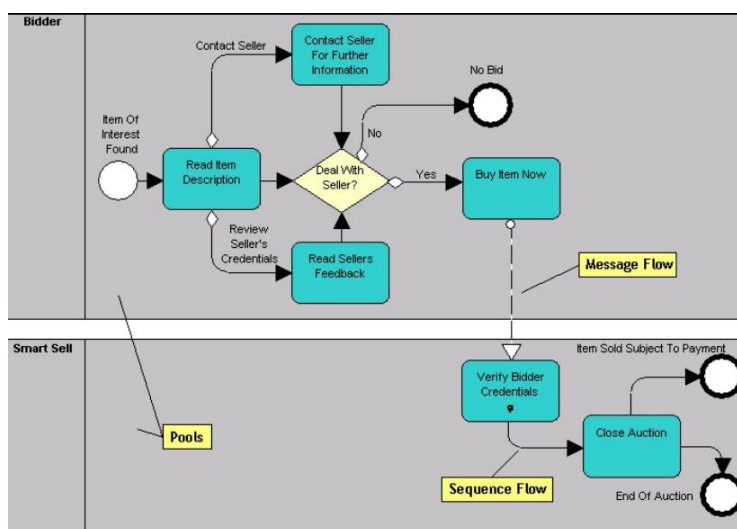 Bidder
Contact Seller
Contact Seller
For Further
Information
No Bid
Item Of
Interest
Found
No
Read Item
Description
Deal With
Seller?
Yes
Buy Item Now
Review
Seller's
Credentials
Read Sellers
Feedback
Message Flow
Smart Sell
Item Sold Subject To Payment
Verify Bidder
Credentials
Pools
Close Auction
Sequence Flow
End Of Auction